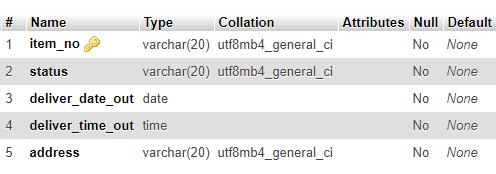 # Name Type Collation Attributes Null Default
1 item_no varchar(20) utf8mb4_general_ci No None
2 status varchar(20) utf8mb4_general_ci No None
3 deliver_date_out date No None
4 deliver_time_out time No None
5 address varchar(20) utf8mb4_general_ci No None